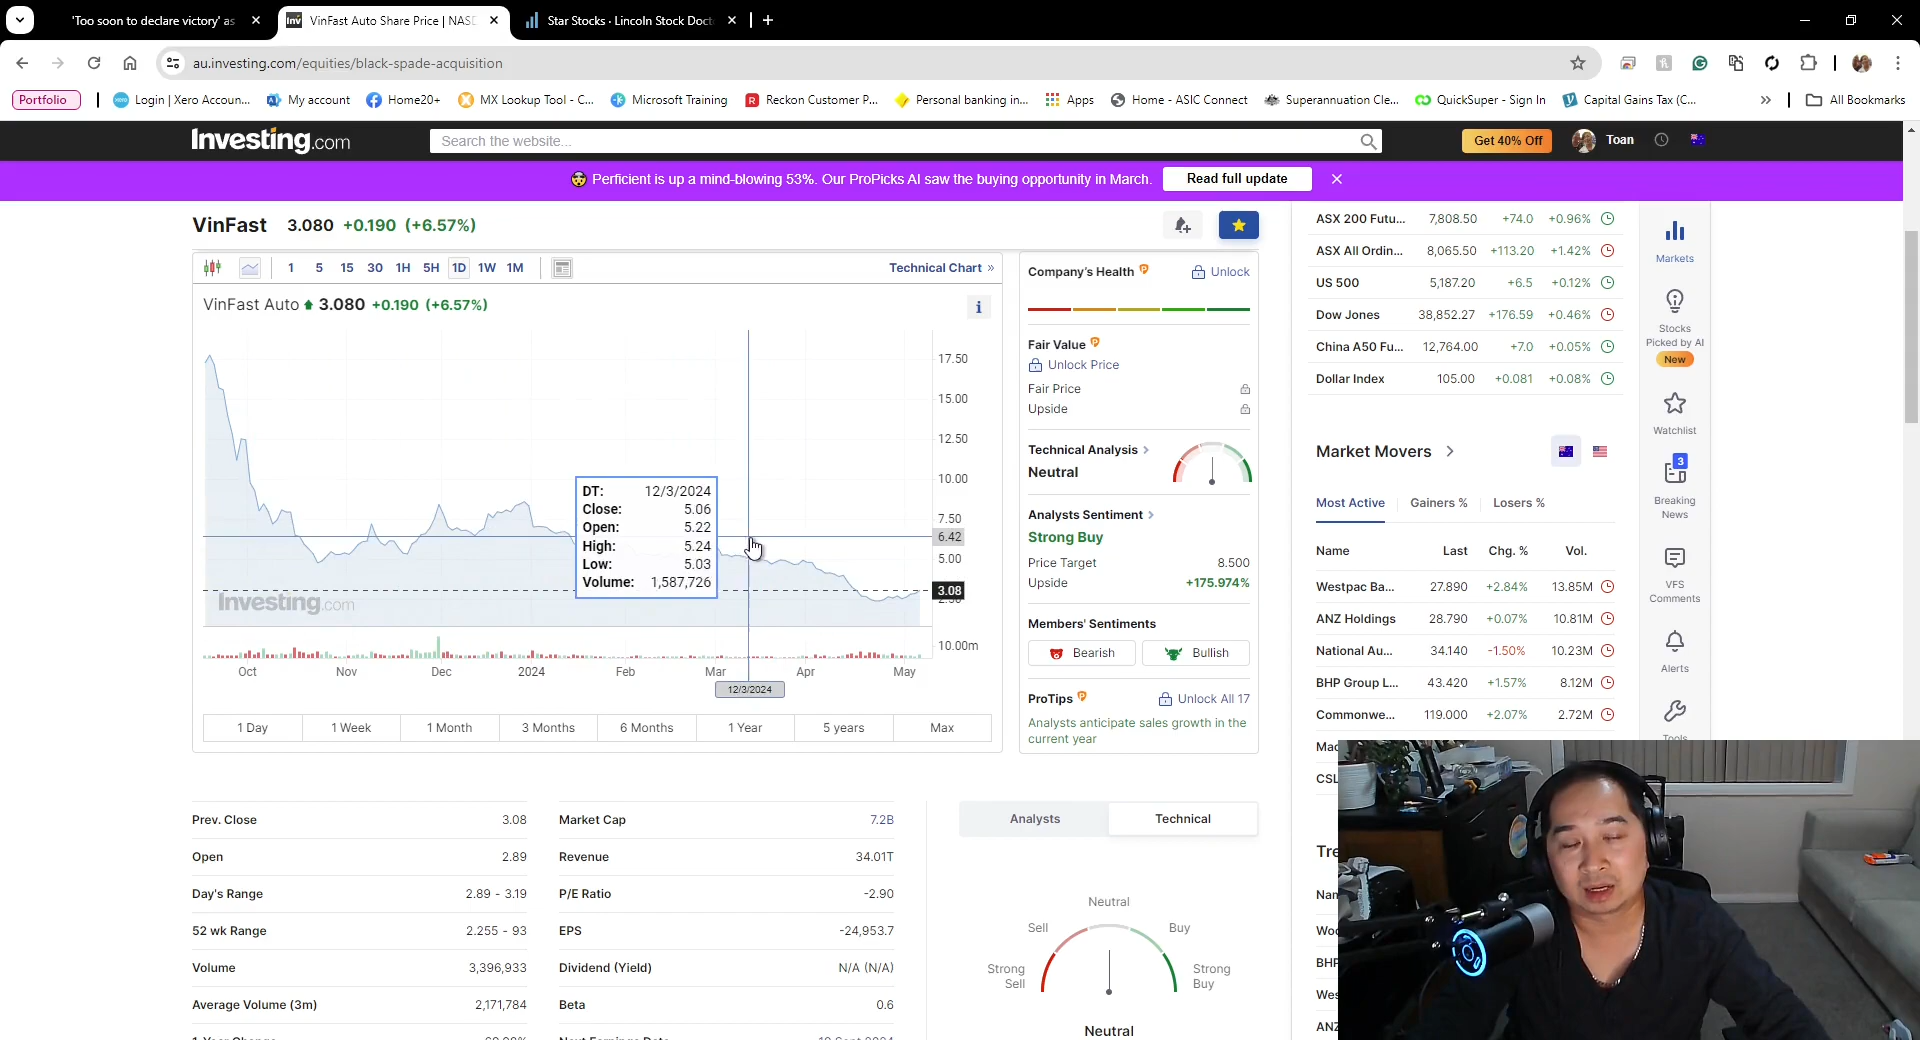 'Too soon to declare victory' as
VinFast Auto Share Price | NASD
Star Stocks · Lincoln Stock Docto
au.investing.com/equities/black-spade-acquisition
Portfolio
Login | Xero Accoun...
My account
Home20+
MX Lookup Tool - C...
Microsoft Training
Reckon Customer P...
Personal banking in...
Apps
Home - ASIC Connect
Superannuation Cle...
QuickSuper - Sign In
Capital Gains Tax (C...
All Bookmarks
Investing.com
Search the website...
Get 40% Off
Toan
Perficient is up a mind-blowing 53%. Our ProPicks AI saw the buying opportunity in March.
Read full update
VinFast 3.080 +0.190 (+6.57%)
1 5 15 30 1H 5H 1D 1W 1M
Technical Chart »
VinFast Auto 3.080 +0.190 (+6.57%)
17.50
15.00
12.50
10.00
7.50
6.42
5.00
3.08
10.00m
DT: 12/3/2024
Close: 5.06
Open: 5.22
High: 5.24
Low: 5.03
Volume: 1,587,726
Investing.com
Oct Nov Dec 2024 Feb Mar Apr May
12/3/2024
1 Day 1 Week 1 Month 3 Months 6 Months 1 Year 5 years Max
Company's Health Unlock
Fair Value
Unlock Price
Fair Price
Upside
Technical Analysis
Neutral
Analysts Sentiment
Strong Buy
Price Target 8.500
Upside +175.974%
Members' Sentiments
Bearish Bullish
ProTips Unlock All 17
Analysts anticipate sales growth in the
current year
ASX 200 Futu... 7,808.50 +74.0 +0.96%
ASX All Ordin... 8,065.50 +113.20 +1.42%
US 500 5,187.20 +6.5 +0.12%
Dow Jones 38,852.27 +176.59 +0.46%
China A50 Fu... 12,764.00 +7.0 +0.05%
Dollar Index 105.00 +0.081 +0.08%
Market Movers
Most Active Gainers % Losers %
Name Last Chg. % Vol.
Westpac Ba... 27.890 +2.84% 13.85M
ANZ Holdings 28.790 +0.07% 10.81M
National Au... 34.140 -1.50% 10.23M
BHP Group L... 43.420 +1.57% 8.12M
Commonwe... 119.000 +2.07% 2.72M
Mac
CSL
Tre
Nan
Woo
BHP
Wes
ANZ
Markets
Stocks
Picked by AI
New
Watchlist
3
Breaking
News
VFS
Comments
Alerts
Tools
Prev. Close 3.08
Open 2.89
Day's Range 2.89 - 3.19
52 wk Range 2.255 - 93
Volume 3,396,933
Average Volume (3m) 2,171,784
Market Cap 7.2B
Revenue 34.01T
P/E Ratio -2.90
EPS -24,953.7
Dividend (Yield) N/A (N/A)
Beta 0.6
Analysts Technical
Neutral
Sell Buy
Strong
Sell
Strong
Buy
Neutral